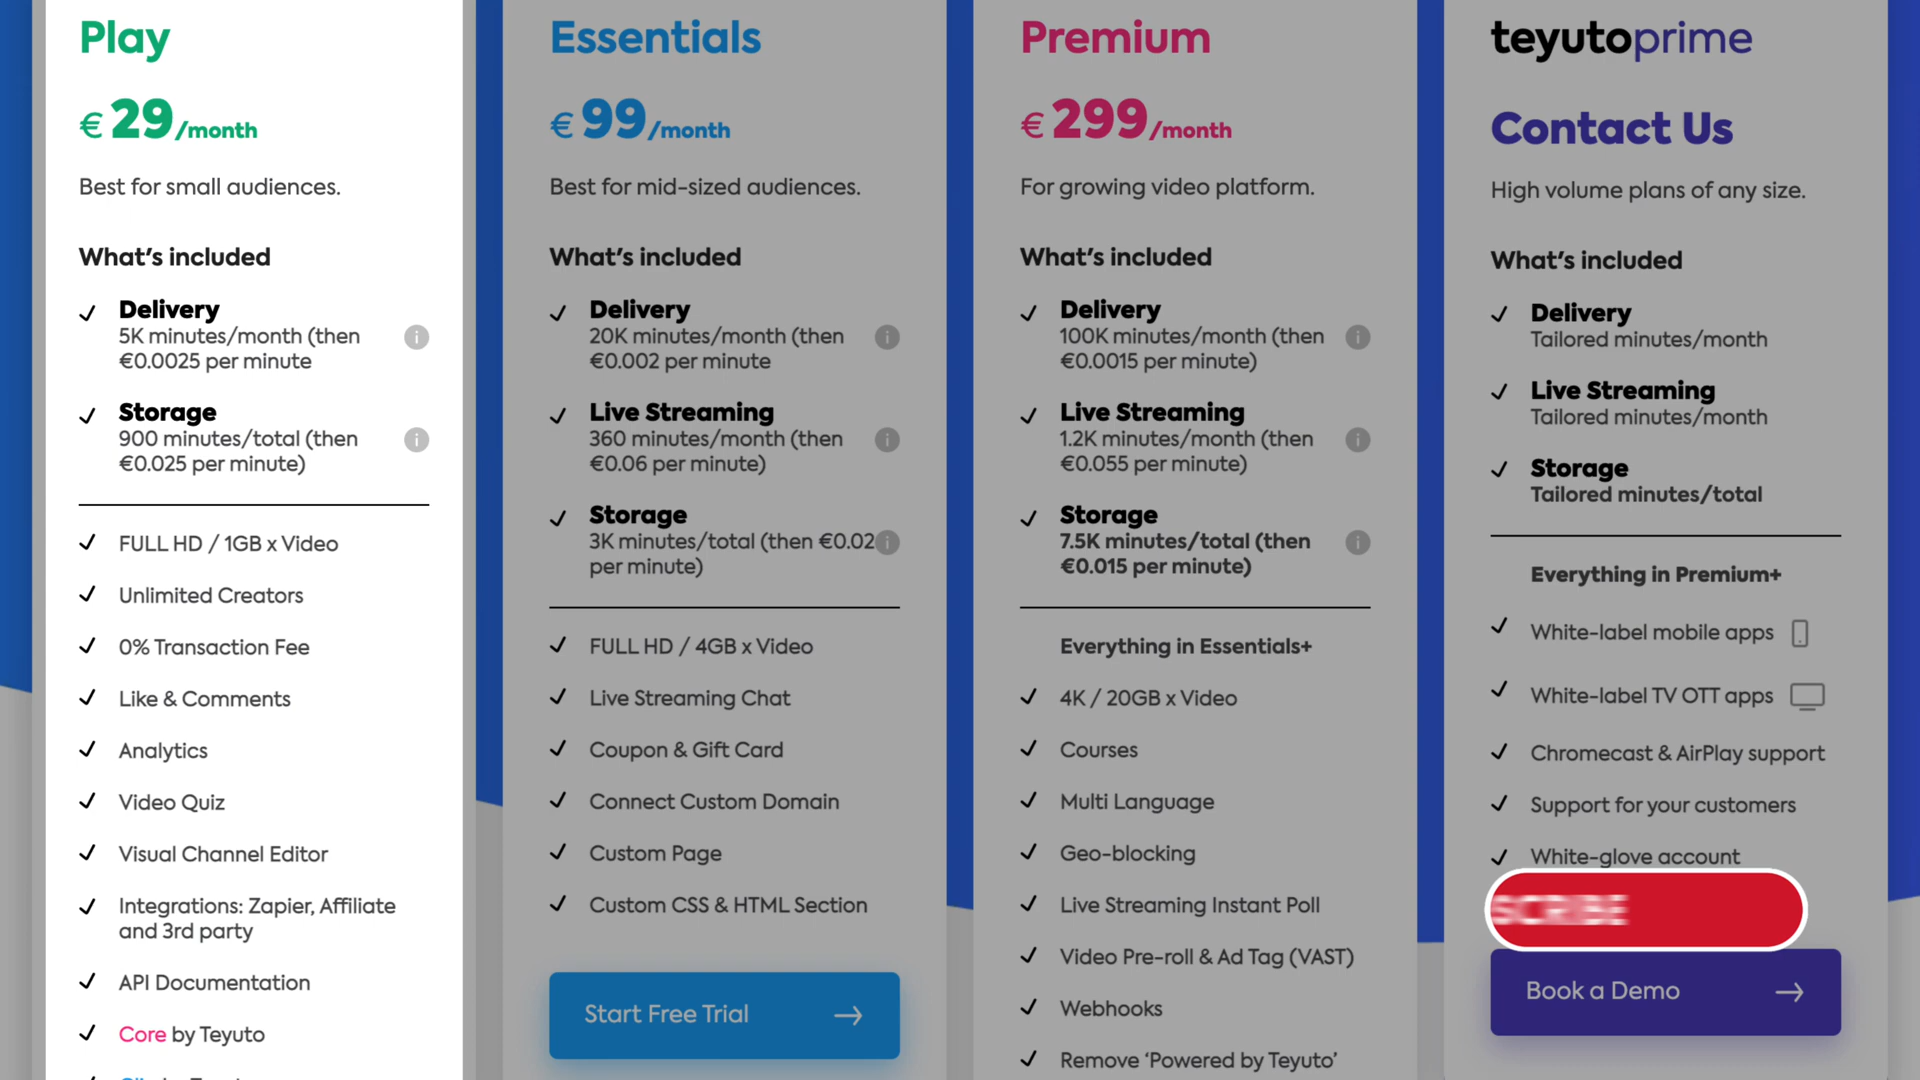 Play
€ 29/month
Best for small audiences.
What's included
Delivery
5K minutes/month (then
€0.0025 per minute
Storage
900 minutes/total (then
€0.025 per minute)
FULL HD / 1GB x Video
Unlimited Creators
0% Transaction Fee
Like & Comments
Analytics
Video Quiz
Visual Channel Editor
Integrations: Zapier, Affiliate
and 3rd party
API Documentation
Core by Teyuto
Essentials
€ 99/month
Best for mid-sized audiences.
What's included
Delivery
20K minutes/month (then
€0.002 per minute
Live Streaming
360 minutes/month (then
€0.06 per minute)
Storage
3K minutes/total (then €0.02
per minute)
FULL HD / 4GB x Video
Live Streaming Chat
Coupon & Gift Card
Connect Custom Domain
Custom Page
Custom CSS & HTML Section
Start Free Trial
Premium
€ 299/month
For growing video platform.
What's included
Delivery
100K minutes/month (then
€0.0015 per minute)
Live Streaming
1.2K minutes/month (then
€0.055 per minute)
Storage
7.5K minutes/total (then
€0.015 per minute)
Everything in Essentials+
4K / 20GB x Video
Courses
Multi Language
Geo-blocking
Live Streaming Instant Poll
Video Pre-roll & Ad Tag (VAST)
Webhooks
Remove ‘Powered by Teyuto’
teyutoprime
Contact Us
High volume plans of any size.
What's included
Delivery
Tailored minutes/month
Live Streaming
Tailored minutes/month
Storage
Tailored minutes/total
Everything in Premium+
White-label mobile apps
White-label TV OTT apps
Chromecast & AirPlay support
Support for your customers
White-glove account
SCRIBE
Book a Demo